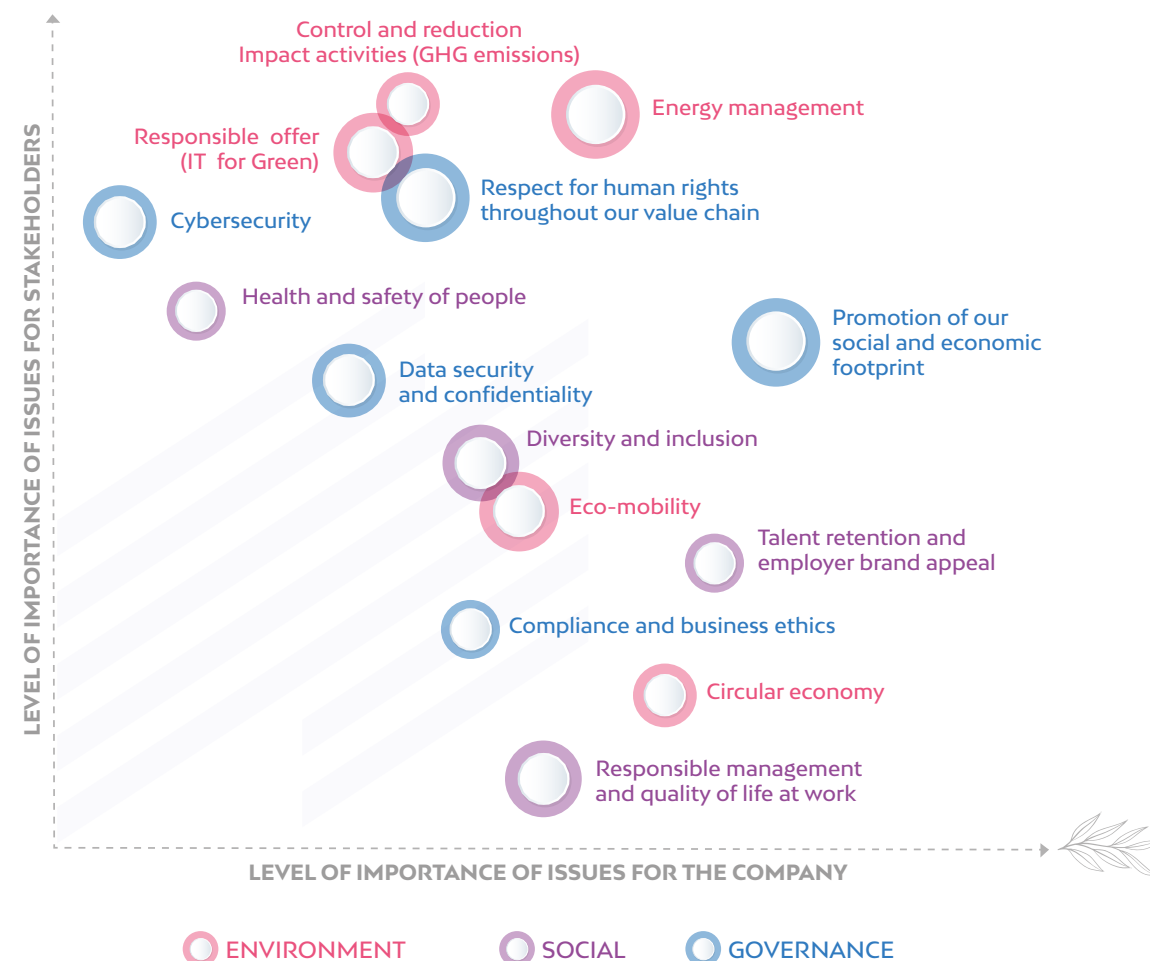 Control and reduction
Impact activities (GHG emissions)
Energy management
Responsible offer
(IT for Green)
Respect for human rights
throughout our value chain
Cybersecurity
Health and safety of people
Promotion of our
social and economic
footprint
Data security
and confidentiality
Diversity and inclusion
Eco-mobility
Talent retention and
employer brand appeal
Compliance and business ethics
Circular economy
Responsible management
and quality of life at work
LEVEL OF IMPORTANCE OF ISSUES FOR STAKEHOLDERS
LEVEL OF IMPORTANCE OF ISSUES FOR THE COMPANY
ENVIRONMENT
SOCIAL
GOVERNANCE